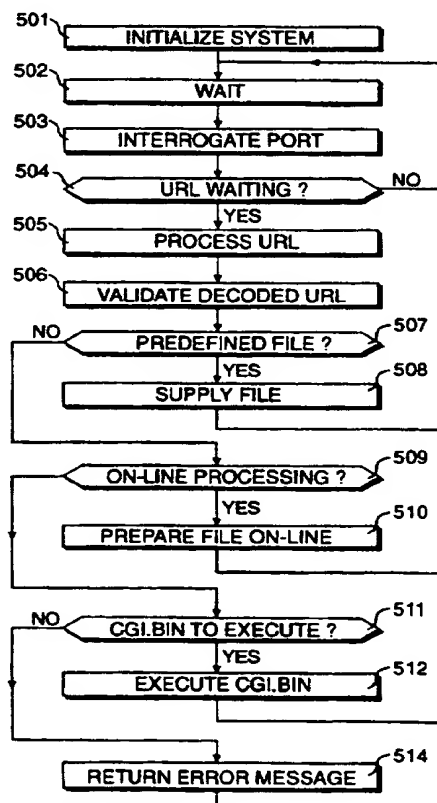 501
INITIALIZE SYSTEM
502
WAIT
503
INTERROGATE PORT
504
URL WAITING ?
NO
YES
505
PROCESS URL
506
VALIDATE DECODED URL
507
NO
PREDEFINED FILE ?
YES
508
SUPPLY FILE
509
ON-LINE PROCESSING ?
YES
510
PREPARE FILE ON-LINE
511
NO
CGI.BIN TO EXECUTE ?
YES
512
EXECUTE CGI.BIN
514
RETURN ERROR MESSAGE